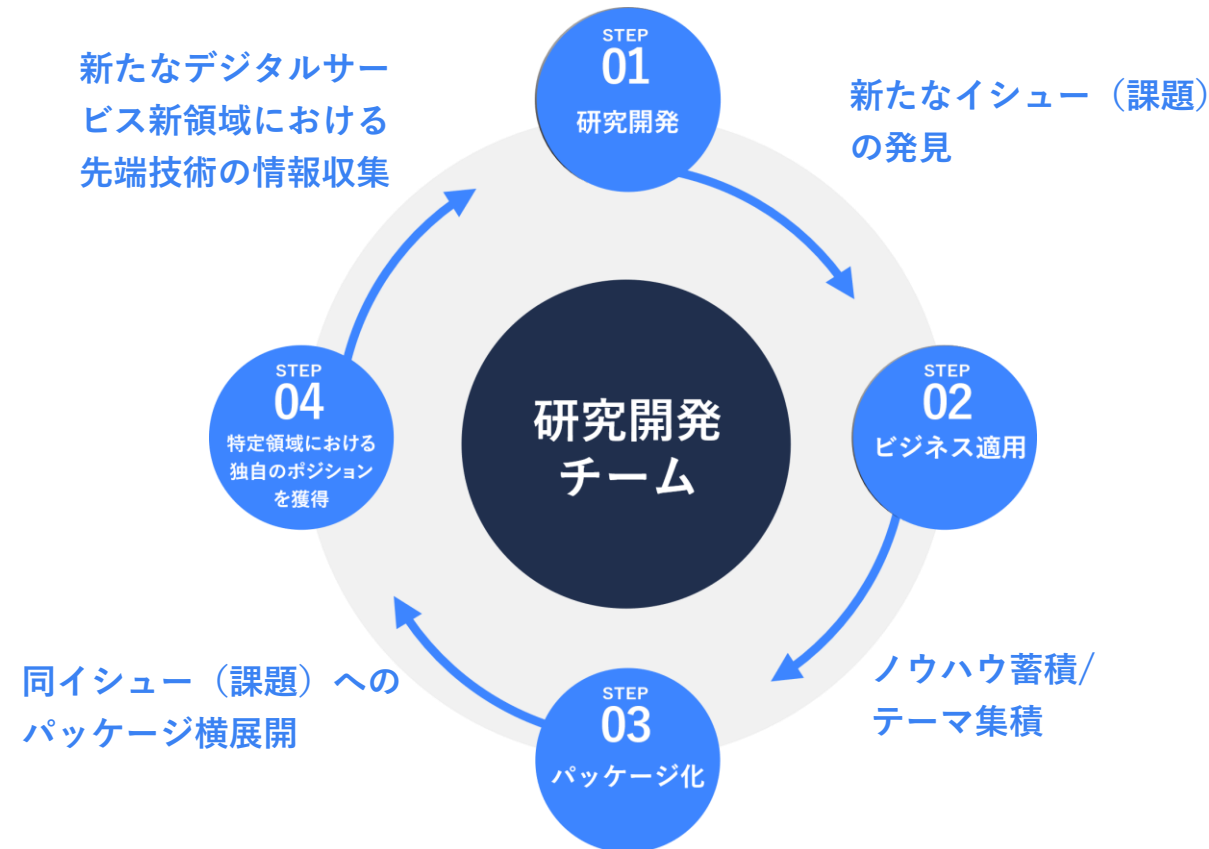 STEP
01
研究開発
新たなイシュー（課題）
の発見
STEP
02
ビジネス適用
ノウハウ蓄積/
テーマ集積
STEP
03
パッケージ化
同イシュー（課題）への
パッケージ横展開
STEP
04
特定領域における
独自のポジション
を獲得
新たなデジタルサー
ビス新領域における
先端技術の情報収集
研究開発
チーム